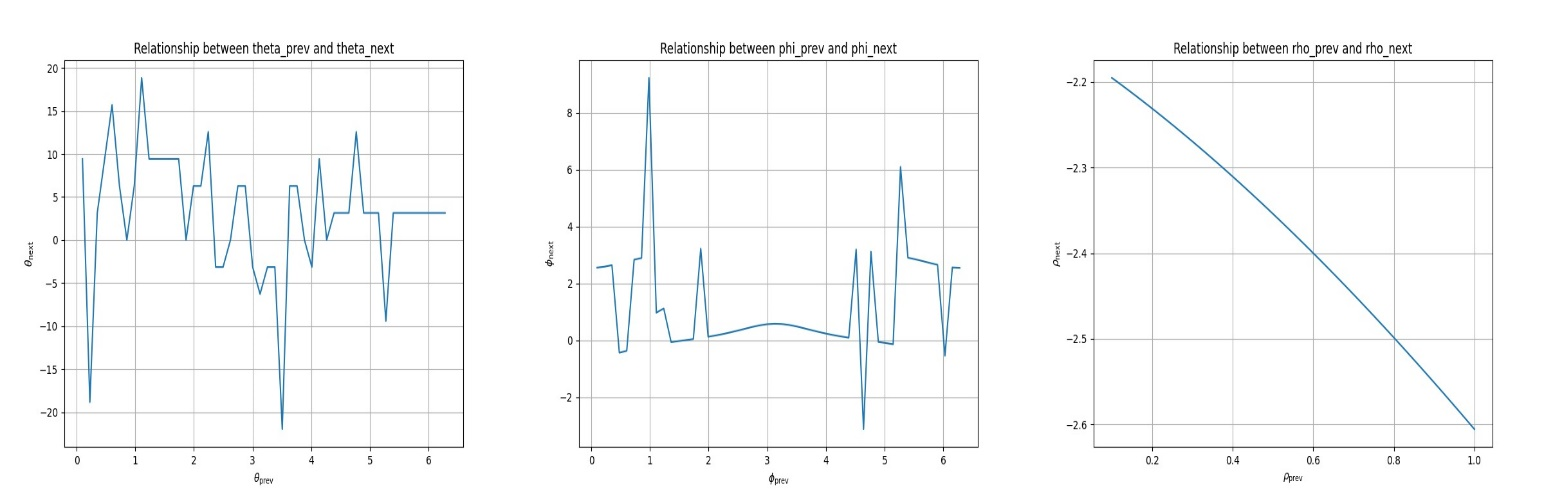 Relationship between theta_prev and theta_next
20
15
10
5
0
−5
−10
−15
−20
θnext
0 1 2 3 4 5 6
θprev
Relationship between phi_prev and phi_next
8
6
4
2
0
−2
ϕnext
0 1 2 3 4 5 6
ϕprev
Relationship between rho_prev and rho_next
−2.2
−2.3
−2.4
−2.5
−2.6
ρnext
0.2 0.4 0.6 0.8 1.0
ρprev